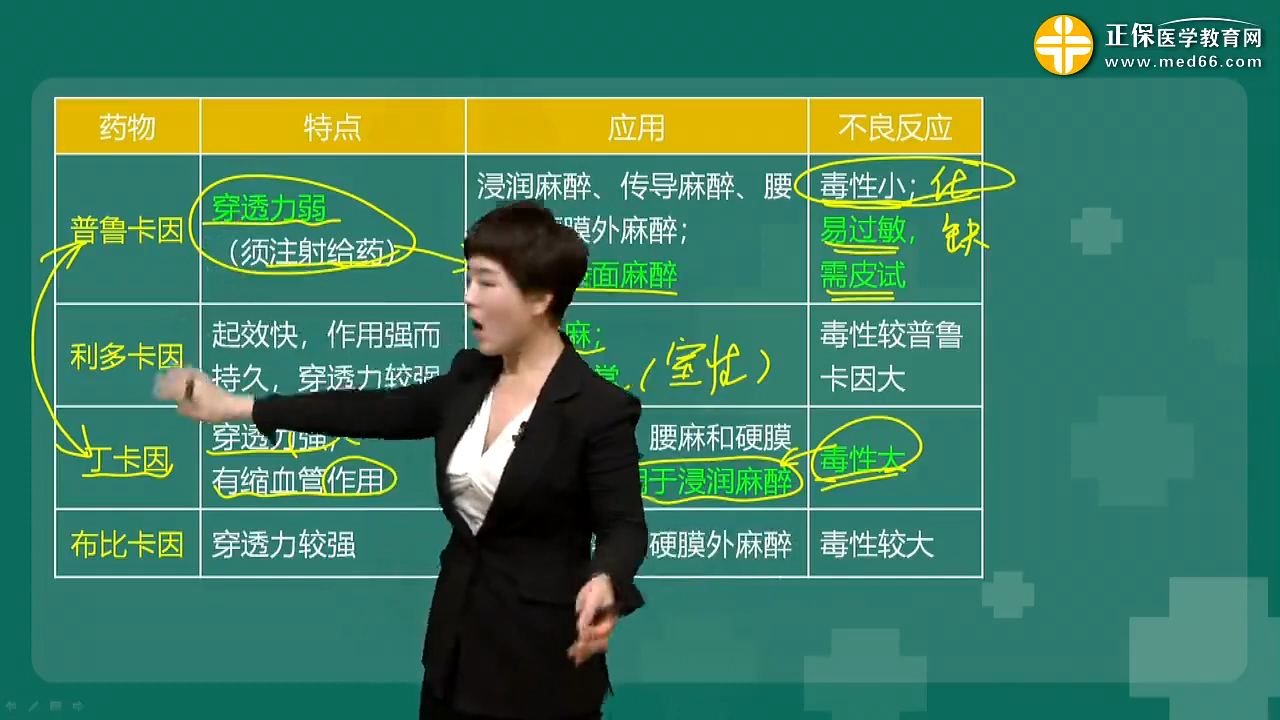 正保医学教育网
www.med66.com
药物
特点
应用
不良反应
普鲁卡因
穿透力弱
（须注射给药）
浸润麻醉、传导麻醉、腰
膜外麻醉；
面麻醉
毒性小；
易过敏，
需皮试
利多卡因
起效快，作用强而
持久，穿透力较强
麻；
（室性）
毒性较普鲁
卡因大
丁卡因
穿透力强
有缩血管作用
腰麻和硬膜
于浸润麻醉
毒性大
布比卡因
穿透力较强
硬膜外麻醉
毒性较大